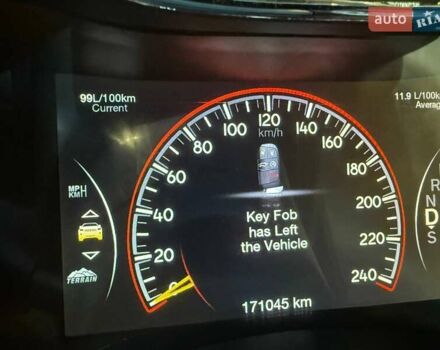 auto RIA
99L/100km
Current
11.9 L/100km
Average
0
20
40
60
80
100
120
140
160
180
200
220
240
km/h
MPH
KM
Key Fob
has Left
the Vehicle
TERRAIN
R
N
D
S
171045 km